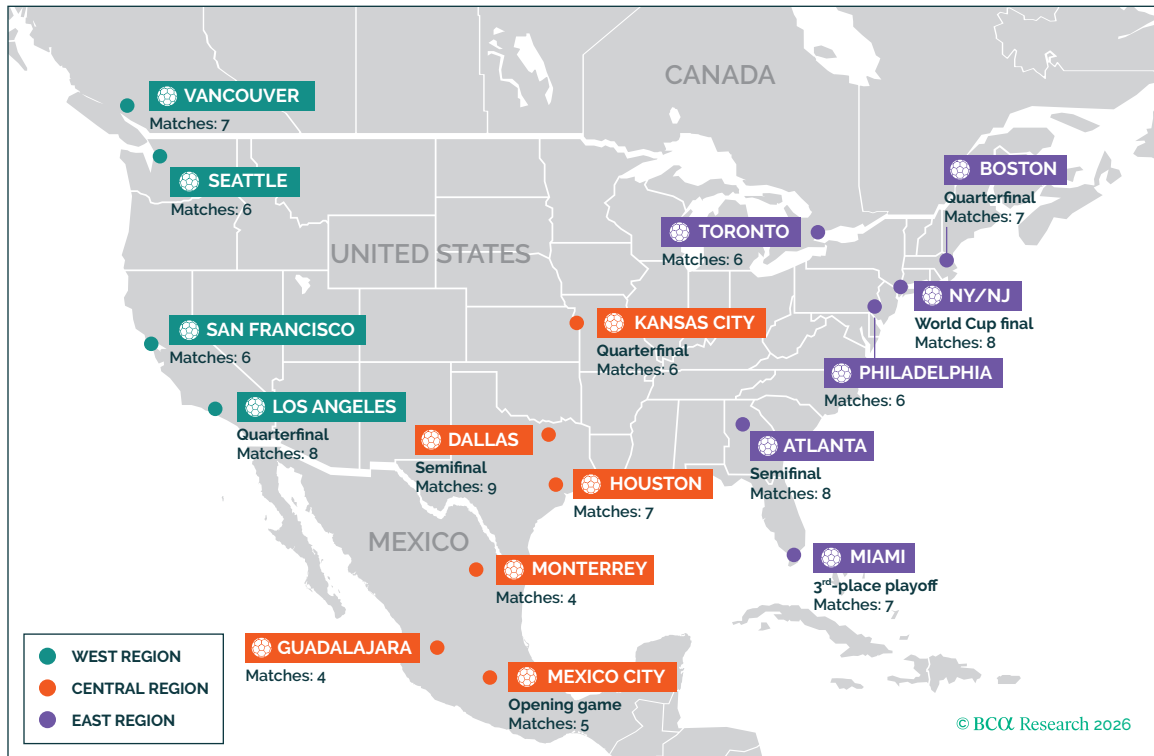 CANADA
VANCOUVER
Matches: 7
SEATTLE
Matches: 6
BOSTON
Quarterfinal
Matches: 7
TORONTO
Matches: 6
UNITED STATES
NY/NJ
World Cup final
Matches: 8
SAN FRANCISCO
Matches: 6
KANSAS CITY
Quarterfinal
Matches: 6
PHILADELPHIA
Matches: 6
LOS ANGELES
Quarterfinal
Matches: 8
DALLAS
Semifinal
Matches: 9
ATLANTA
Semifinal
Matches: 8
HOUSTON
Matches: 7
MEXICO
MONTERREY
Matches: 4
MIAMI
3rd-place playoff
Matches: 7
GUADALAJARA
Matches: 4
MEXICO CITY
Opening game
Matches: 5
WEST REGION
CENTRAL REGION
EAST REGION
© BCα Research 2026